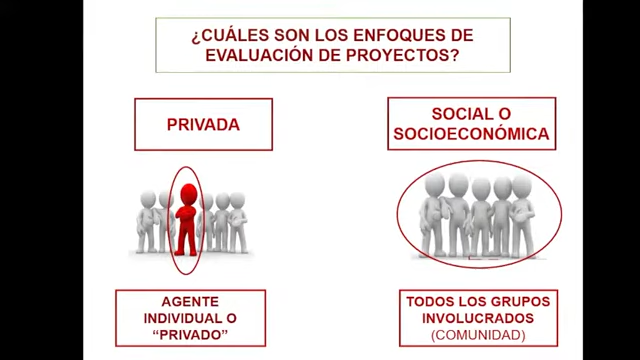 ¿CUÁLES SON LOS ENFOQUES DE
EVALUACIÓN DE PROYECTOS?
PRIVADA
SOCIAL O
SOCIOECONÓMICA
AGENTE
INDIVIDUAL O
“PRIVADO”
TODOS LOS GRUPOS
INVOLUCRADOS
(COMUNIDAD)